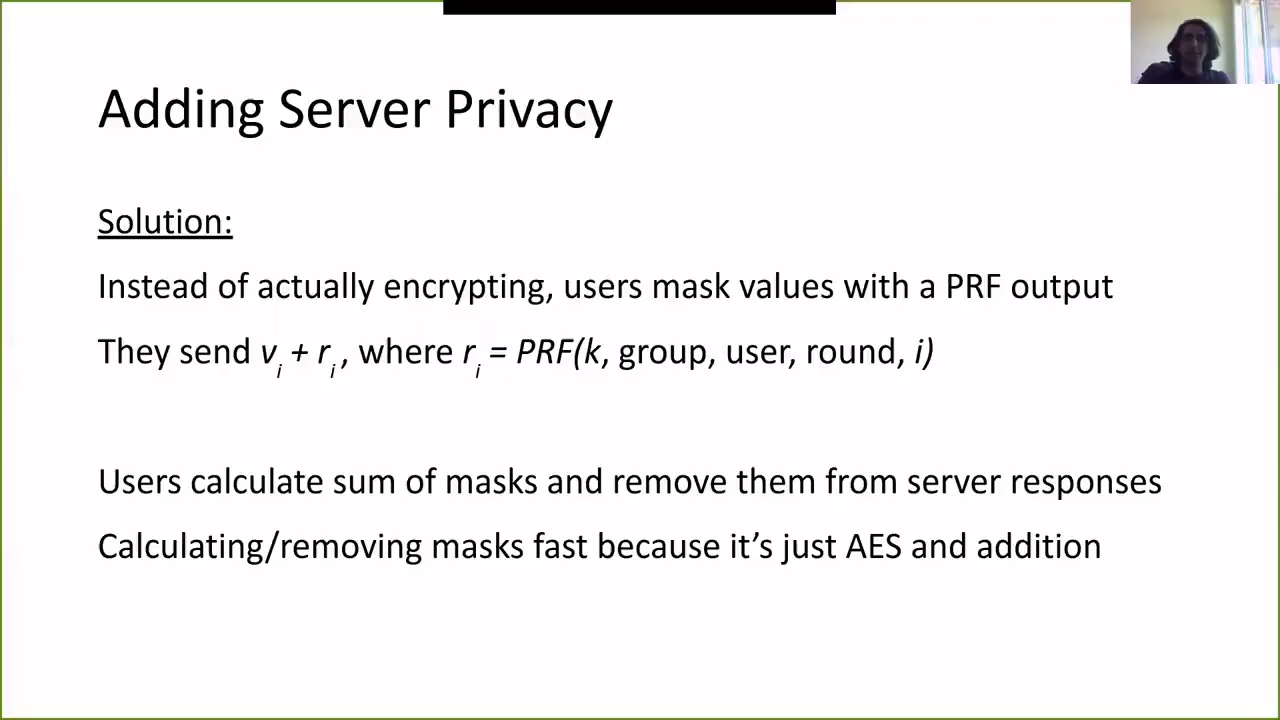 Adding Server Privacy
Solution:
Instead of actually encrypting, users mask values with a PRF output
They send vᵢ + rᵢ, where rᵢ = PRF(k, group, user, round, i)
Users calculate sum of masks and remove them from server responses
Calculating/removing masks fast because it’s just AES and addition